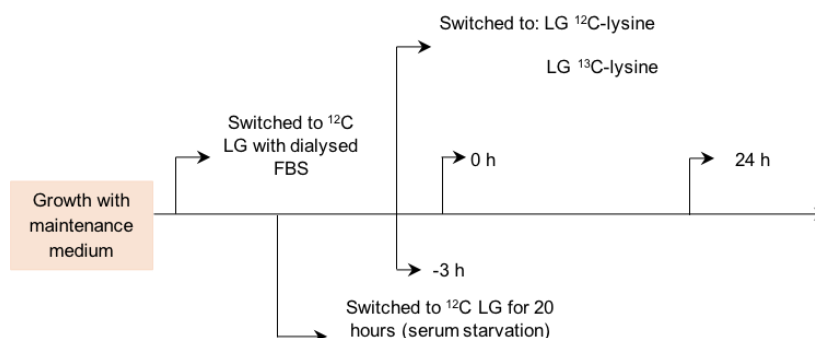 Switched to: LG ¹²C-lysine
LG ¹³C-lysine
Switched to ¹²C
LG with dialysed
FBS
0 h
24 h
Growth with
maintenance
medium
-3 h
Switched to ¹²C LG for 20
hours (serum starvation)